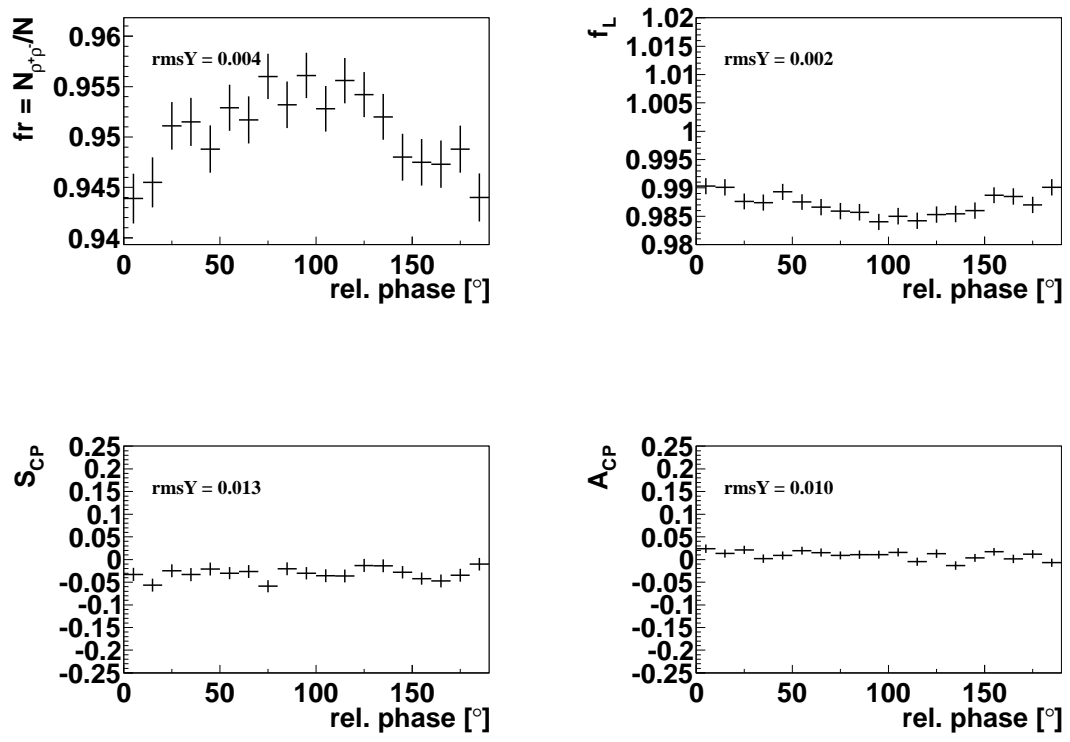 fr = N_ρ⁺ρ⁻/N
0.96
0.955
0.95
0.945
0.94
rmsY = 0.004
0 50 100 150
rel. phase [°]
f_L
1.02
1.015
1.01
1.005
1
0.995
0.99
0.985
0.98
rmsY = 0.002
0 50 100 150
rel. phase [°]
S_CP
0.25
0.2
0.15
0.1
0.05
0
-0.05
-0.1
-0.15
-0.2
-0.25
rmsY = 0.013
0 50 100 150
rel. phase [°]
A_CP
0.25
0.2
0.15
0.1
0.05
0
-0.05
-0.1
-0.15
-0.2
-0.25
rmsY = 0.010
0 50 100 150
rel. phase [°]